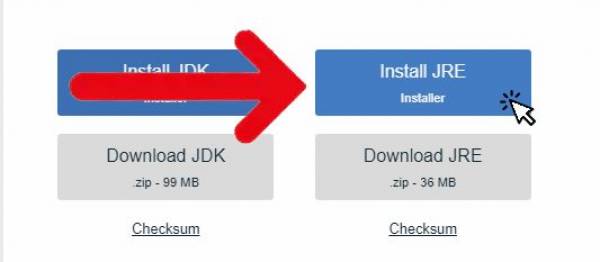 Install JDK
Installer
Install JRE
Installer
Download JDK
.zip - 99 MB
Download JRE
.zip - 36 MB
Checksum
Checksum